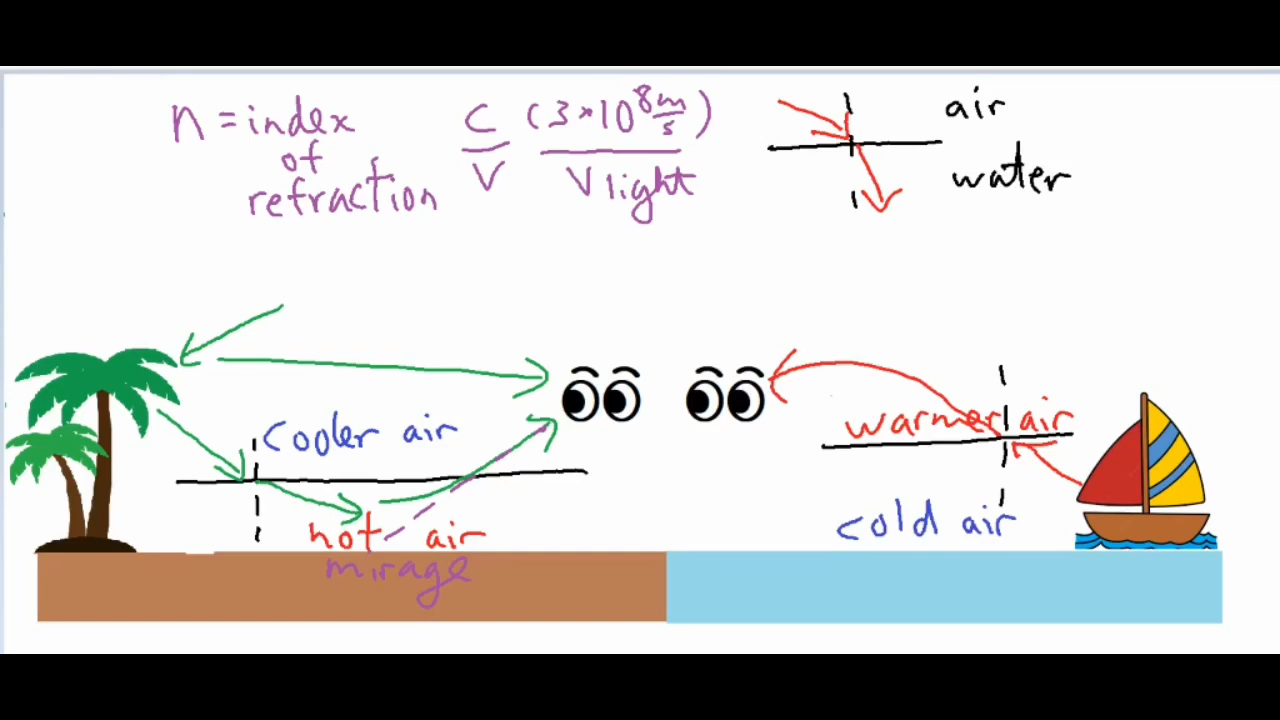 n = index of refraction
C/V (3×10⁸ m/s)/V light
air
water
cooler air
hot air
mirage
warmer air
cold air